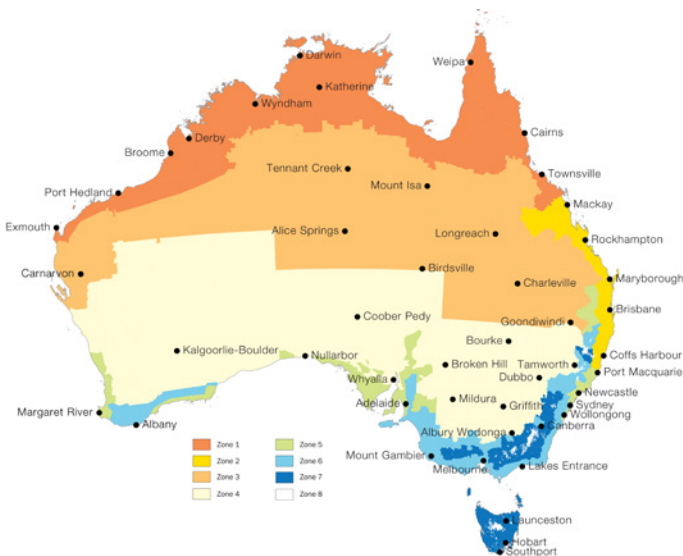 Darwin
Weipa
Katherine
Wyndham
Cairns
Derby
Broome
Tennant Creek
Townsville
Mount Isa
Port Hedland
Mackay
Exmouth
Alice Springs
Longreach
Rockhampton
Birdsville
Carnarvon
Charleville
Maryborough
Brisbane
Coober Pedy
Goondiwindi
Bourke
Kalgoorlie-Boulder
Nullarbor
Coffs Harbour
Broken Hill
Tamworth
Port Macquarie
Whyalla
Dubbo
Newcastle
Mildura
Adelaide
Griffith
Sydney
Margaret River
Wollongong
Albany
Albury Wodonga
Canberra
Mount Gambier
Melbourne
Lakes Entrance
Zone 1
Zone 5
Zone 2
Zone 6
Zone 3
Zone 7
Zone 4
Zone 8
Launceston
Hobart
Southport